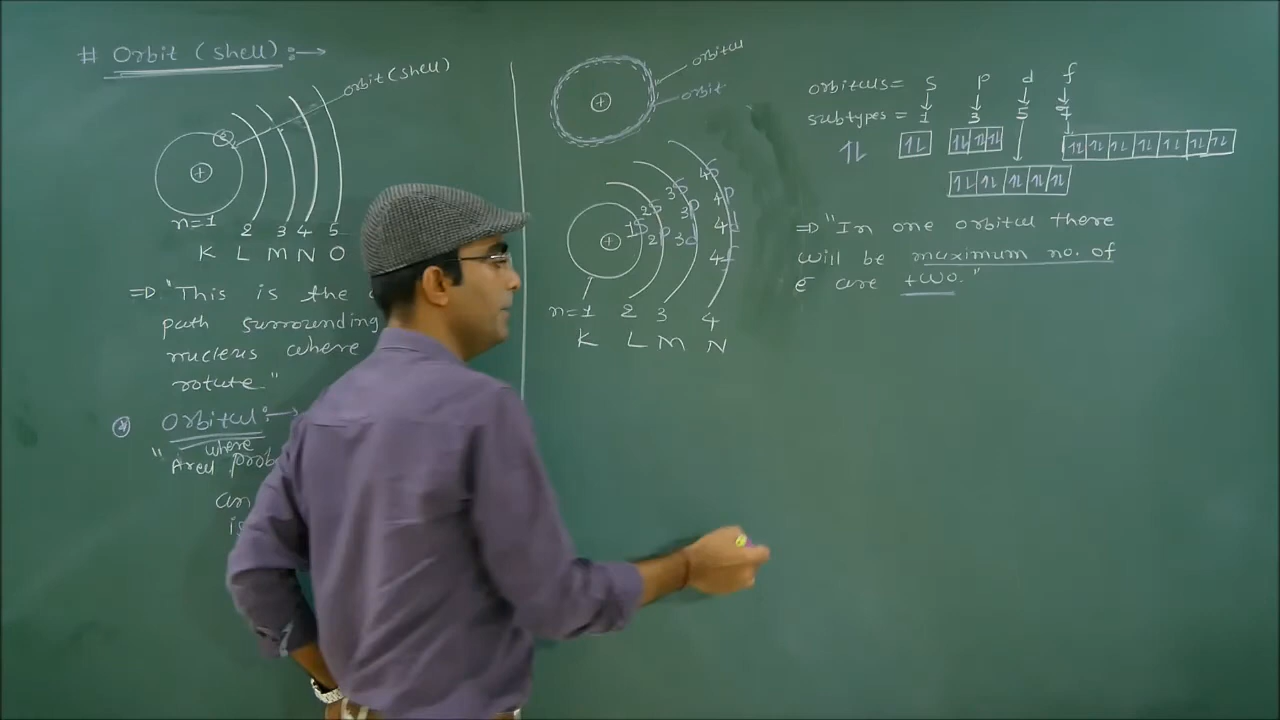 # Orbit (shell) :→
orbit (shell)
+
n=1 2 3 4 5
K L M N O
⇒ "This is the
path surrounding
nucleus where
rotate"
Orbital :→
where
"Area
an
is
orbital
orbit
+
+
1s
2s 2p
3s 3p 3d
4s 4p 4d 4f
n=1 2 3 4
K L M N
orbitals = s p d f
subtypes = 1 3 5 7
⇒ "In one orbital there
will be maximum no. of
e⁻ are two."